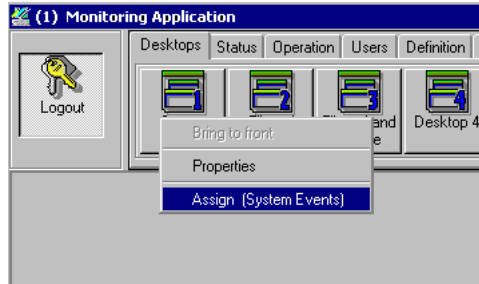 (1) Monitoring Application
Desktops Status Operation Users Definition
Logout
1 2 3 4
and Desktop 4
Bring to front
Properties
Assign (System Events)